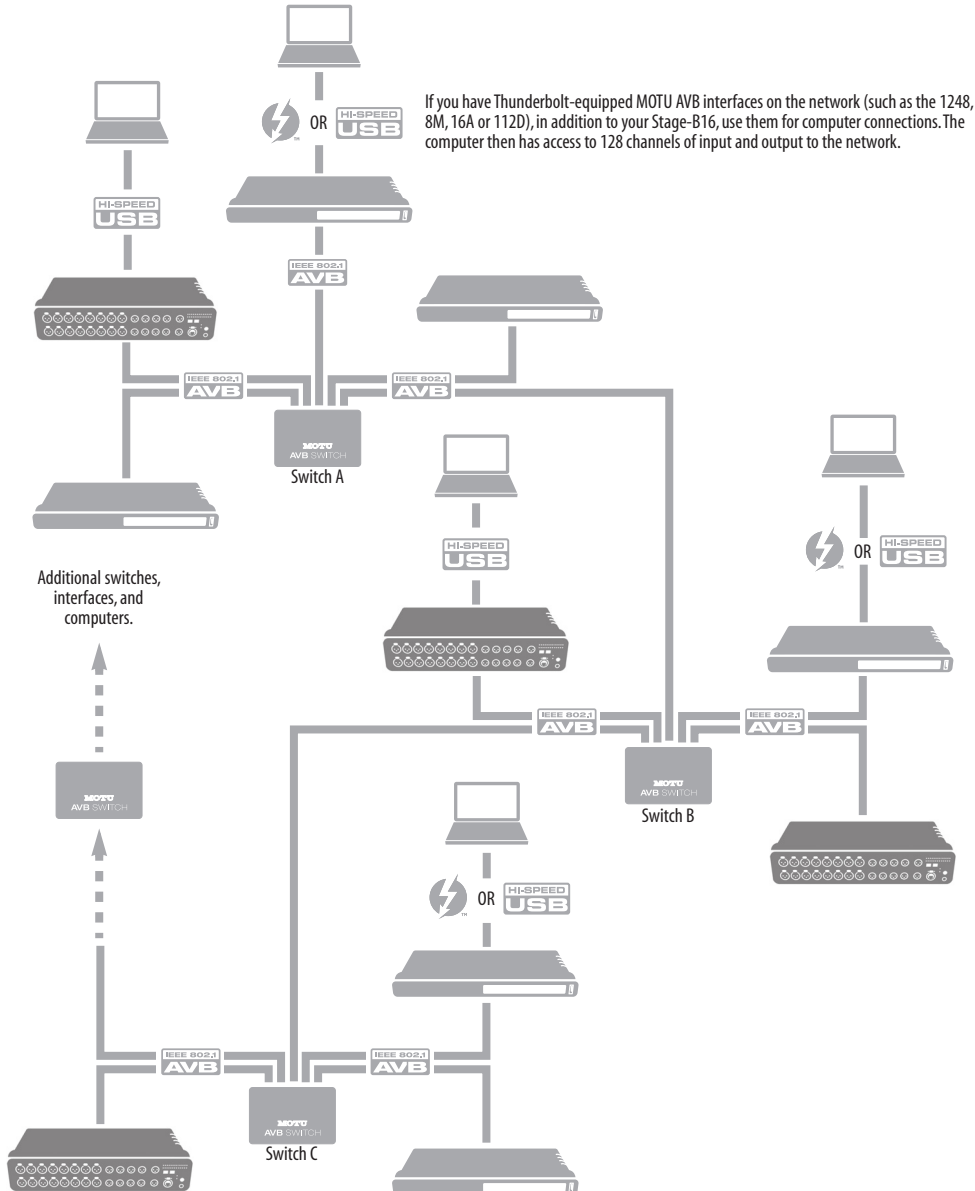 If you have Thunderbolt-equipped MOTU AVB interfaces on the network (such as the 1248,
8M, 16A or 112D), in addition to your Stage-B16, use them for computer connections. The
computer then has access to 128 channels of input and output to the network.
OR
HI-SPEED
USB
HI-SPEED
USB
IEEE 802.1
AVB
IEEE 802.1
AVB
IEEE 802.1
AVB
MOTU
AVB SWITCH
Switch A
HI-SPEED
USB
OR
HI-SPEED
USB
Additional switches,
interfaces, and
computers.
IEEE 802.1
AVB
IEEE 802.1
AVB
MOTU
AVB SWITCH
Switch B
MOTU
AVB SWITCH
OR
HI-SPEED
USB
IEEE 802.1
AVB
IEEE 802.1
AVB
MOTU
AVB SWITCH
Switch C